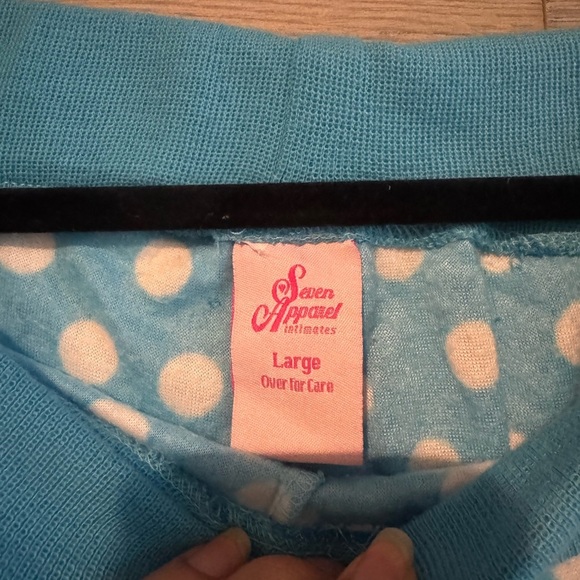 Seven
Apparel
intimates
Large
Over For Care